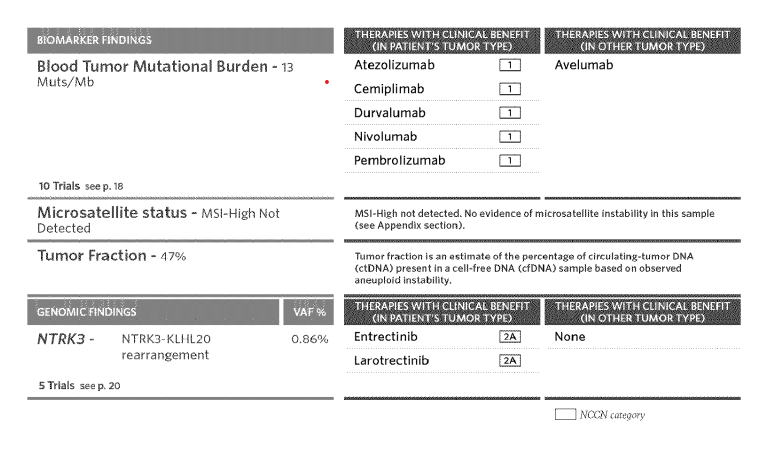 BIOMARKER FINDINGS
THERAPIES WITH CLINICAL BENEFIT
(IN PATIENT'S TUMOR TYPE)
THERAPIES WITH CLINICAL BENEFIT
(IN OTHER TUMOR TYPE)
Blood Tumor Mutational Burden - 13
Muts/Mb
10 Trials see p. 18
Atezolizumab 1
Cemiplimab 1
Durvalumab 1
Nivolumab 1
Pembrolizumab 1
Avelumab
Microsatellite status - MSI-High Not
Detected
MSI-High not detected. No evidence of microsatellite instability in this sample
(see Appendix section).
Tumor Fraction - 47%
Tumor fraction is an estimate of the percentage of circulating-tumor DNA
(ctDNA) present in a cell-free DNA (cfDNA) sample based on observed
aneuploid instability.
GENOMIC FINDINGS
VAF %
THERAPIES WITH CLINICAL BENEFIT
(IN PATIENT'S TUMOR TYPE)
THERAPIES WITH CLINICAL BENEFIT
(IN OTHER TUMOR TYPE)
NTRK3 - NTRK3-KLHL20 0.86%
rearrangement
5 Trials see p. 20
Entrectinib 2A
Larotrectinib 2A
None
NCCN category